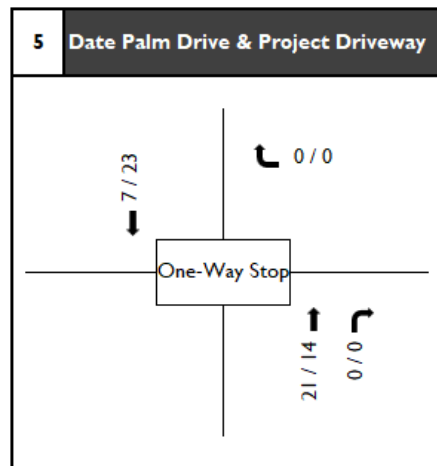 5
Date Palm Drive & Project Driveway
0 / 0
7 / 23
One-Way Stop
21 / 14
0 / 0